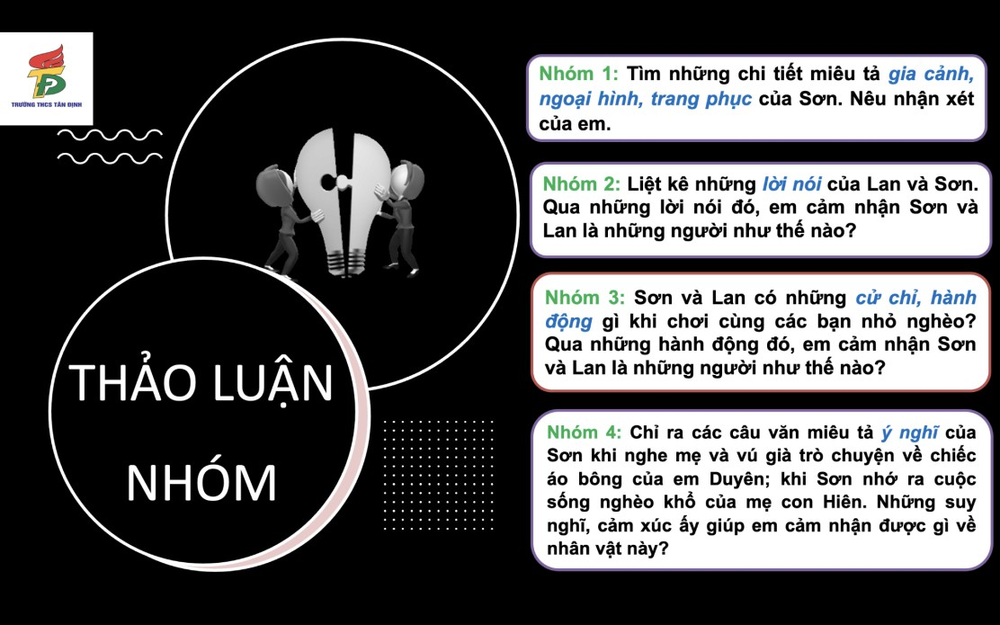 TRƯỜNG THCS TÂN ĐỊNH
THẢO LUẬN
NHÓM
Nhóm 1: Tìm những chi tiết miêu tả gia cảnh,
ngoại hình, trang phục của Sơn. Nêu nhận xét
của em.
Nhóm 2: Liệt kê những lời nói của Lan và Sơn.
Qua những lời nói đó, em cảm nhận Sơn và
Lan là những người như thế nào?
Nhóm 3: Sơn và Lan có những cử chỉ, hành
động gì khi chơi cùng các bạn nhỏ nghèo?
Qua những hành động đó, em cảm nhận Sơn
và Lan là những người như thế nào?
Nhóm 4: Chỉ ra các câu văn miêu tả ý nghĩ của
Sơn khi nghe mẹ và vú già trò chuyện về chiếc
áo bông của em Duyên; khi Sơn nhớ ra cuộc
sống nghèo khổ của mẹ con Hiên. Những suy
nghĩ, cảm xúc ấy giúp em cảm nhận được gì về
nhân vật này?